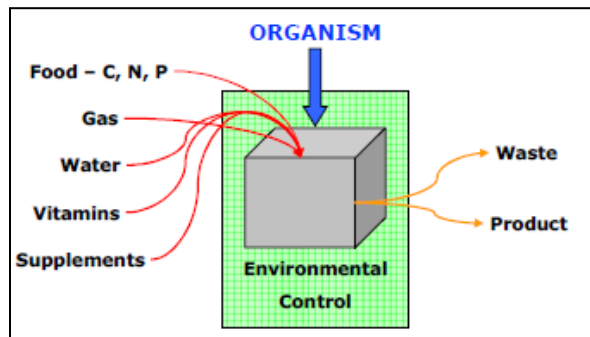 ORGANISM
Food – C, N, P
Gas
Water
Vitamins
Supplements
Waste
Product
Environmental
Control